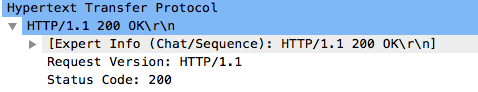 Hypertext Transfer Protocol
HTTP/1.1 200 OK\r\n
[Expert Info (Chat/Sequence): HTTP/1.1 200 OK\r\n]
Request Version: HTTP/1.1
Status Code: 200